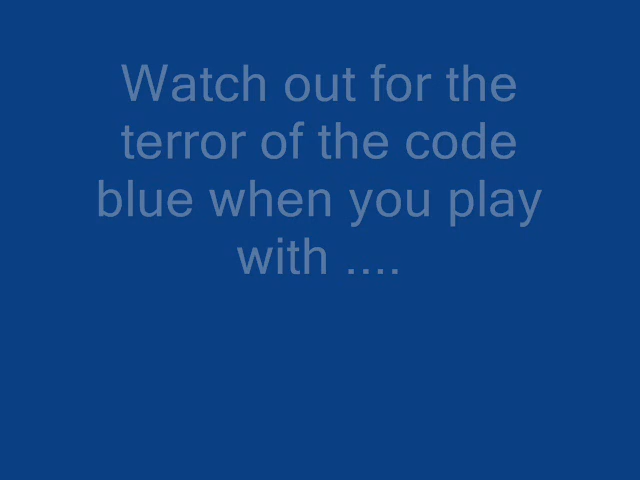 Watch out for the
terror of the code
blue when you play
with ....